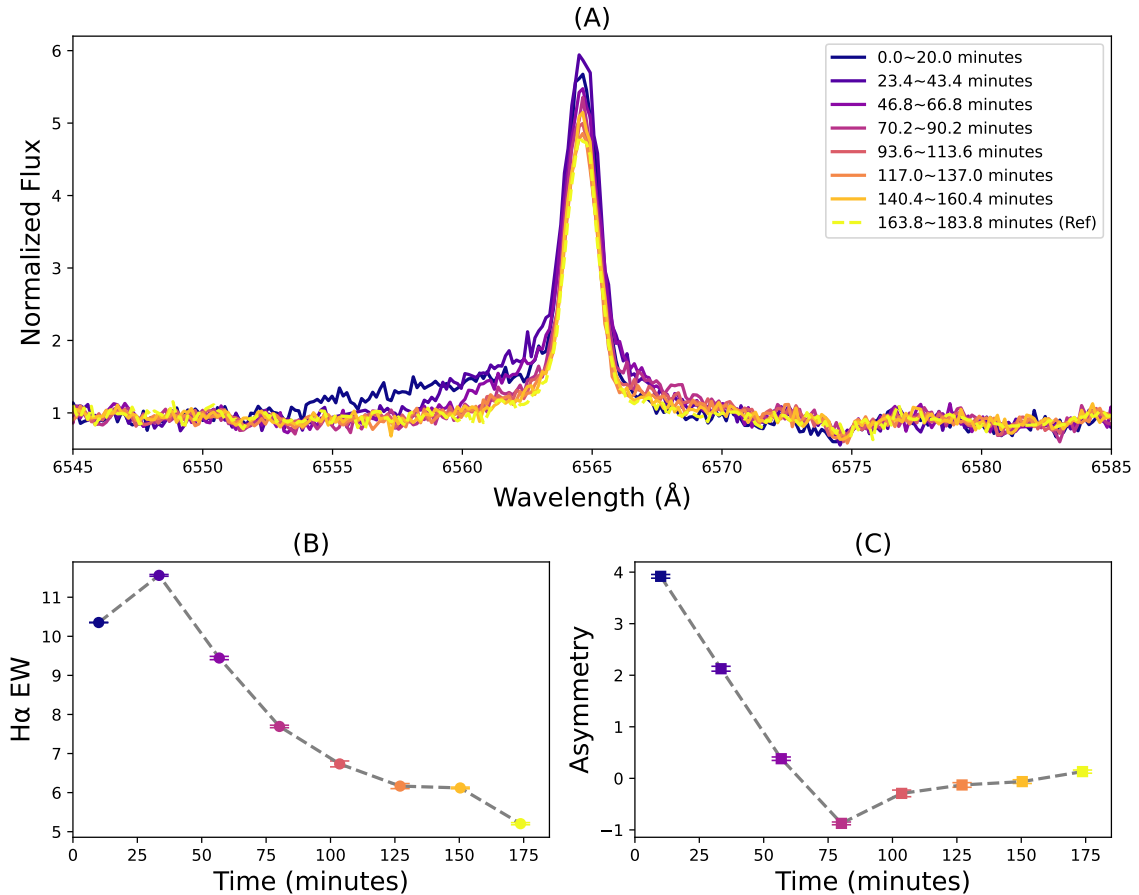 (A)
Normalized Flux
6
5
4
3
2
1
0.0~20.0 minutes
23.4~43.4 minutes
46.8~66.8 minutes
70.2~90.2 minutes
93.6~113.6 minutes
117.0~137.0 minutes
140.4~160.4 minutes
163.8~183.8 minutes (Ref)
6545 6550 6555 6560 6565 6570 6575 6580 6585
Wavelength (Å)
(B)
Hα EW
11
10
9
8
7
6
5
0 25 50 75 100 125 150 175
Time (minutes)
(C)
Asymmetry
4
3
2
1
0
−1
0 25 50 75 100 125 150 175
Time (minutes)